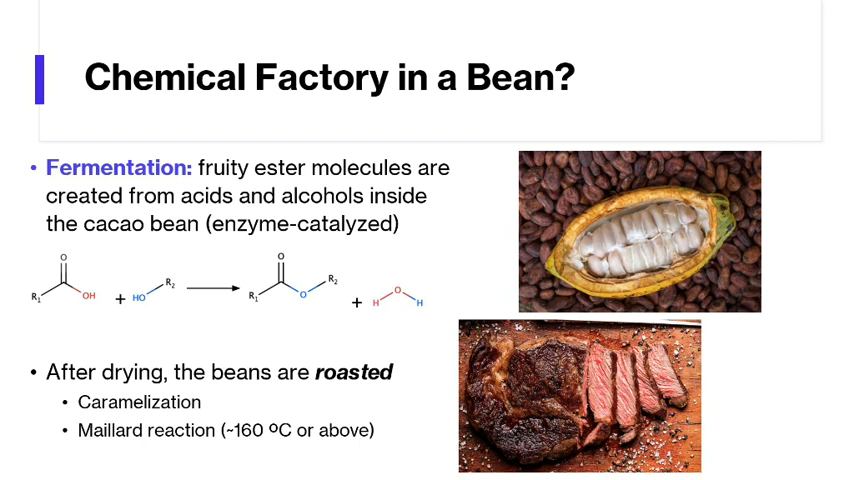 Chemical Factory in a Bean?
• Fermentation: fruity ester molecules are
created from acids and alcohols inside
the cacao bean (enzyme-catalyzed)
O
R₁ OH + HO R₂
O
R₁ O R₂ + H O H
• After drying, the beans are roasted
• Caramelization
• Maillard reaction (~160 ºC or above)